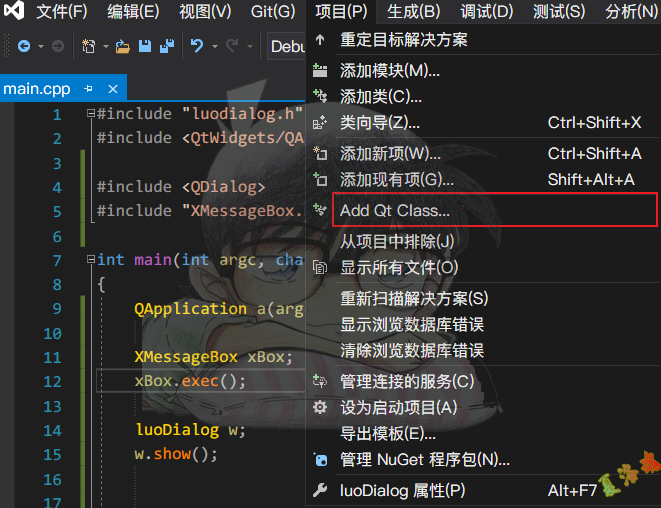 文件(F) 编辑(E) 视图(V) Git(G) 项目(P) 生成(B) 调试(D) 测试(S) 分析(N)
Debu
main.cpp
1 #include "luodialog.h"
2 #include <QtWidgets/QA
3
4 #include <QDialog>
5 #include "XMessageBox.
6
7 int main(int argc, cha
8 {
9 QApplication a(arg
10
11 XMessageBox xBox;
12 xBox.exec();
13
14 luoDialog w;
15 w.show();
16
17
重定目标解决方案
添加模块(M)...
添加类(C)...
类向导(Z)... Ctrl+Shift+X
添加新项(W)... Ctrl+Shift+A
添加现有项(G)... Shift+Alt+A
Add Qt Class...
从项目中排除(J)
显示所有文件(O)
重新扫描解决方案(S)
显示浏览数据库错误
清除浏览数据库错误
管理连接的服务(C)
设为启动项目(A)
导出模板(E)...
管理 NuGet 程序包(N)...
luoDialog 属性(P) Alt+F7